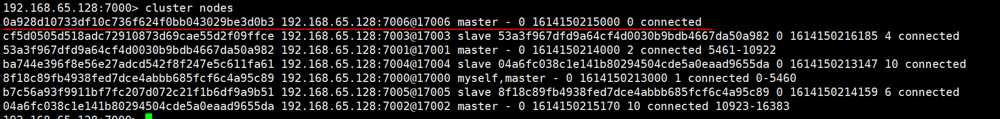 192.168.65.128:7000> cluster nodes
0a928d10733df10c736f624f0bb043029be3d0b3 192.168.65.128:7006@17006 master - 0 1614150215000 0 connected
cf5d0505d518adc72910873d69cae55d2f09ffce 192.168.65.128:7003@17003 slave 53a3f967dfd9a64cf4d0030b9bdb4667da50a982 0 1614150216185 4 connected
53a3f967dfd9a64cf4d0030b9bdb4667da50a982 192.168.65.128:7001@17001 master - 0 1614150214000 2 connected 5461-10922
ba744e396f8e56e27adcd542f8f247e5c611fa61 192.168.65.128:7004@17004 slave 04a6fc038c1e141b80294504cde5a0eaad9655da 0 1614150213147 10 connected
8f18c89fb4938fed7dce4abbb685fcf6c4a95c89 192.168.65.128:7000@17000 myself,master - 0 1614150213000 1 connected 0-5460
b7c56a93f9911bf7fc207d072c21f1b6df9a9b51 192.168.65.128:7005@17005 slave 8f18c89fb4938fed7dce4abbb685fcf6c4a95c89 0 1614150214159 6 connected
04a6fc038c1e141b80294504cde5a0eaad9655da 192.168.65.128:7002@17002 master - 0 1614150215170 10 connected 10923-16383
192.168.65.128:7000>